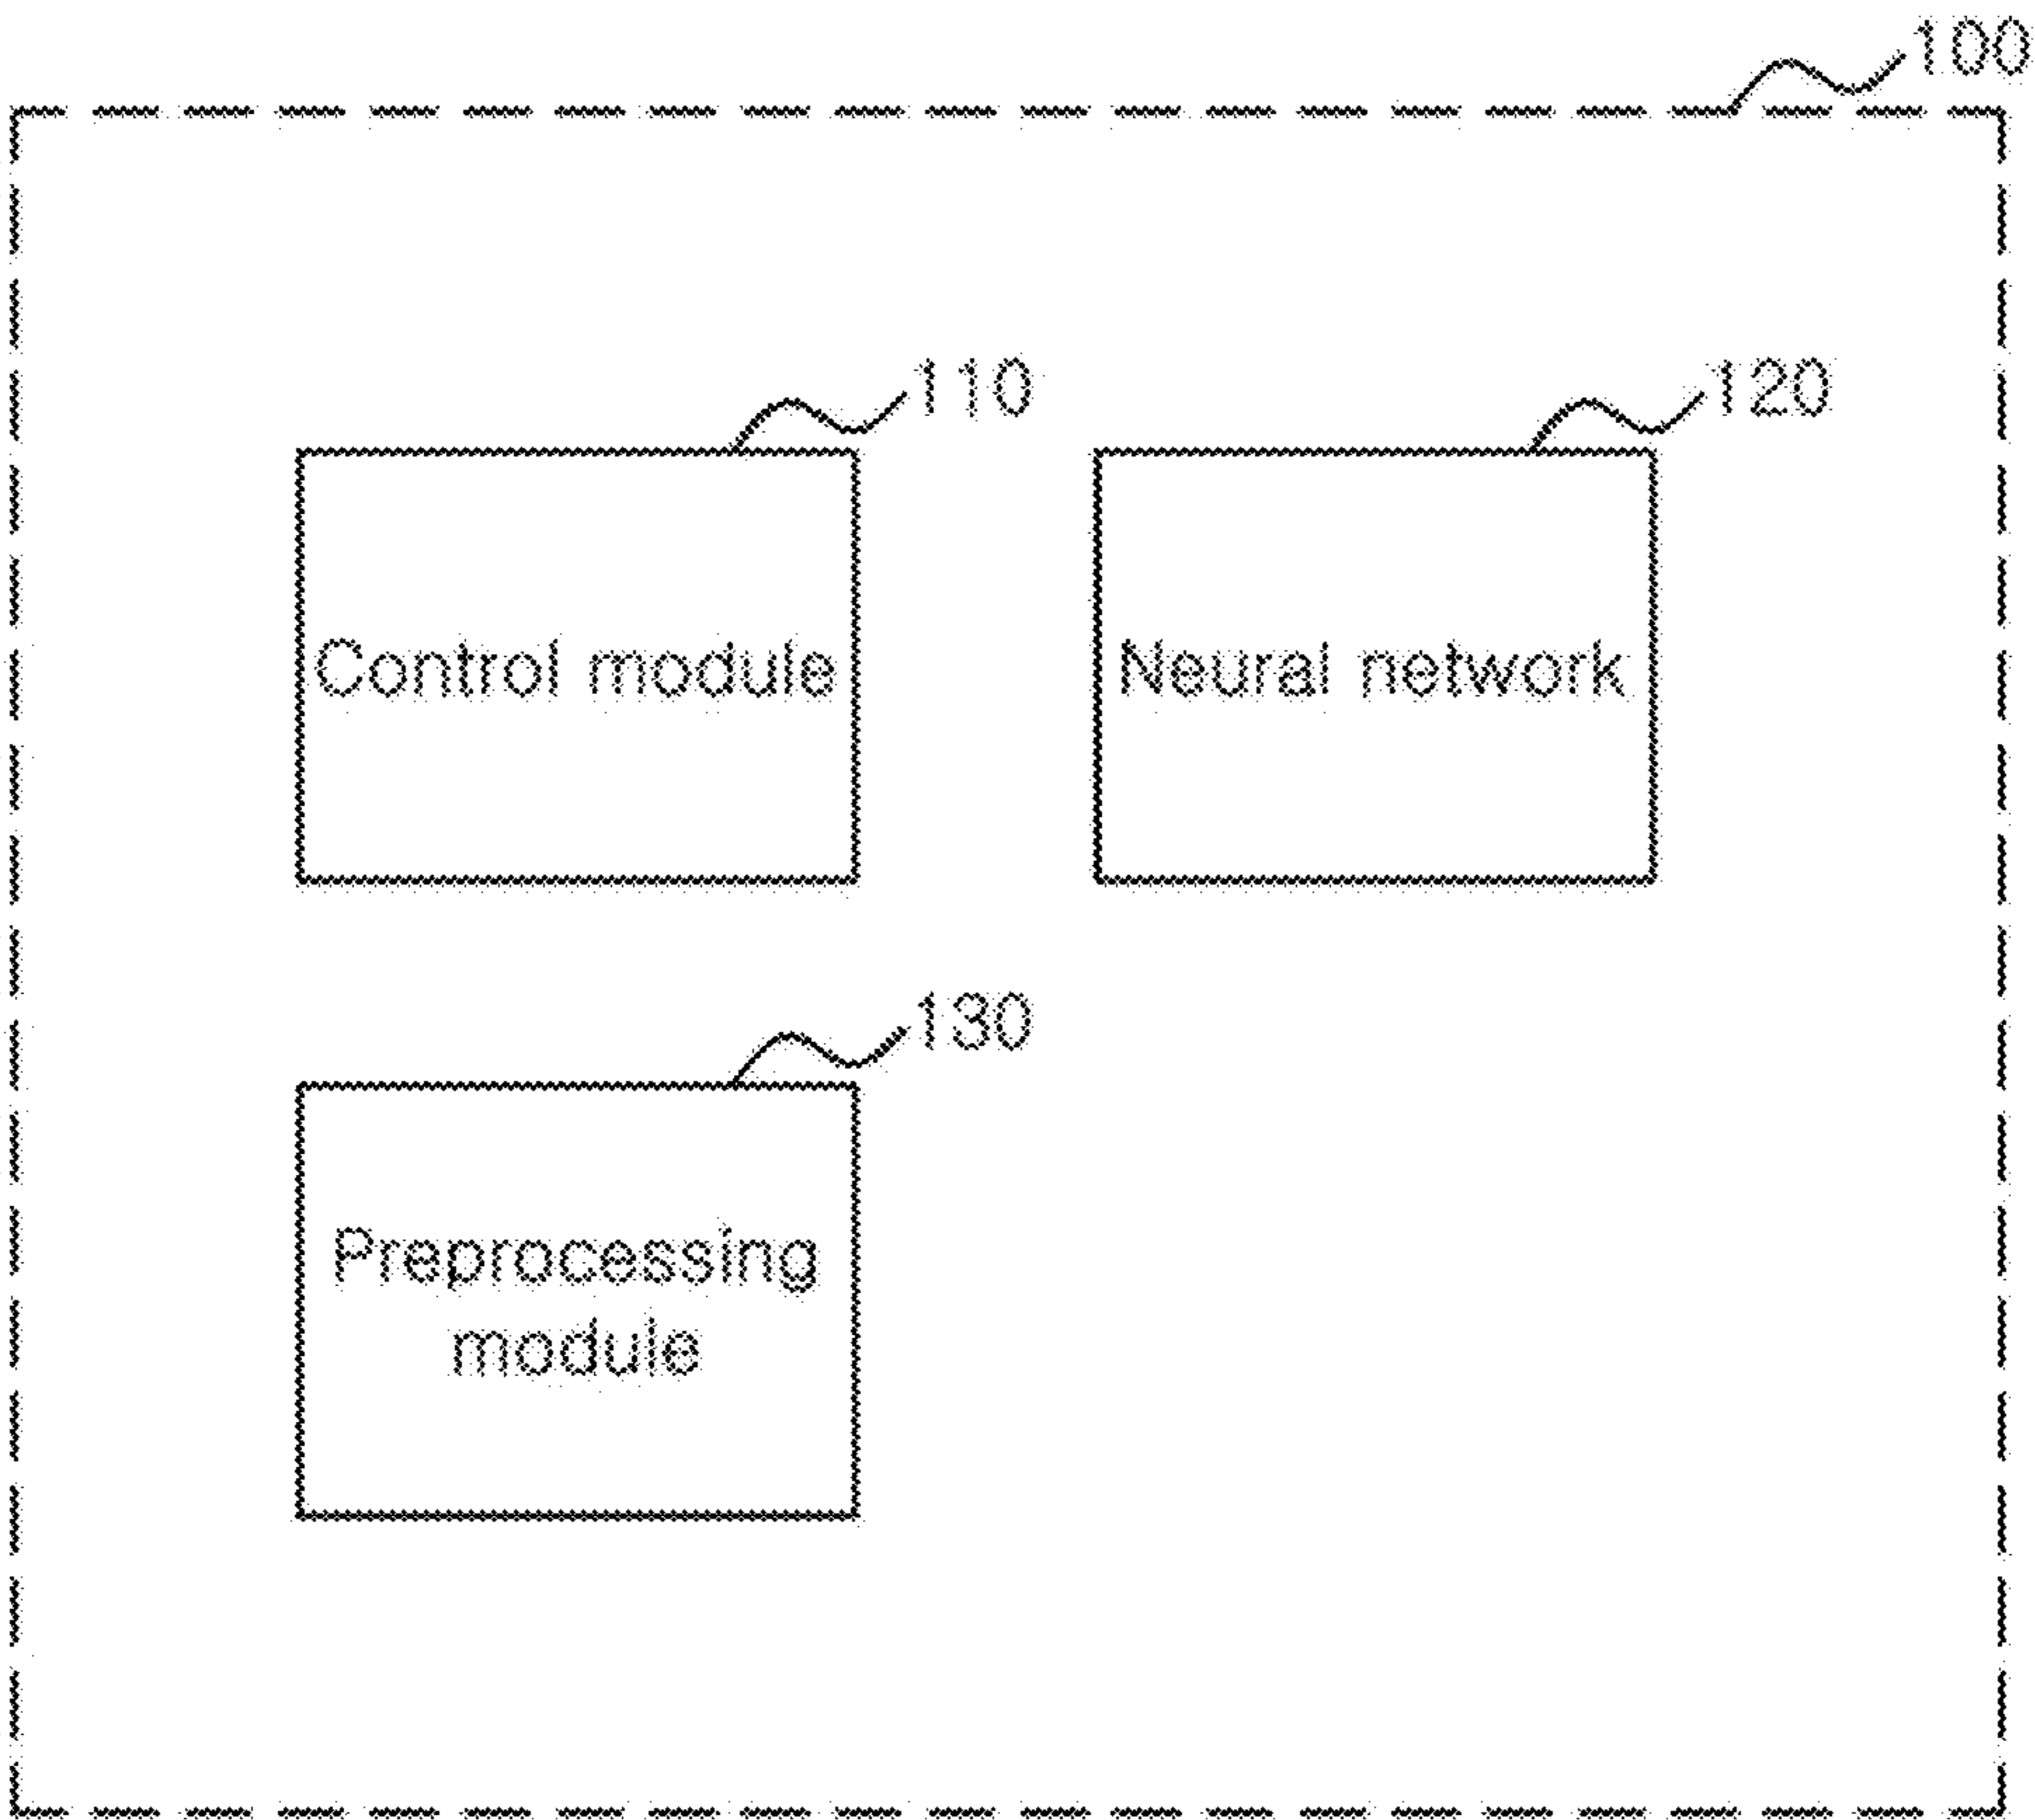 100
110
120
Control module
Neural network
130
Preprocessing
module